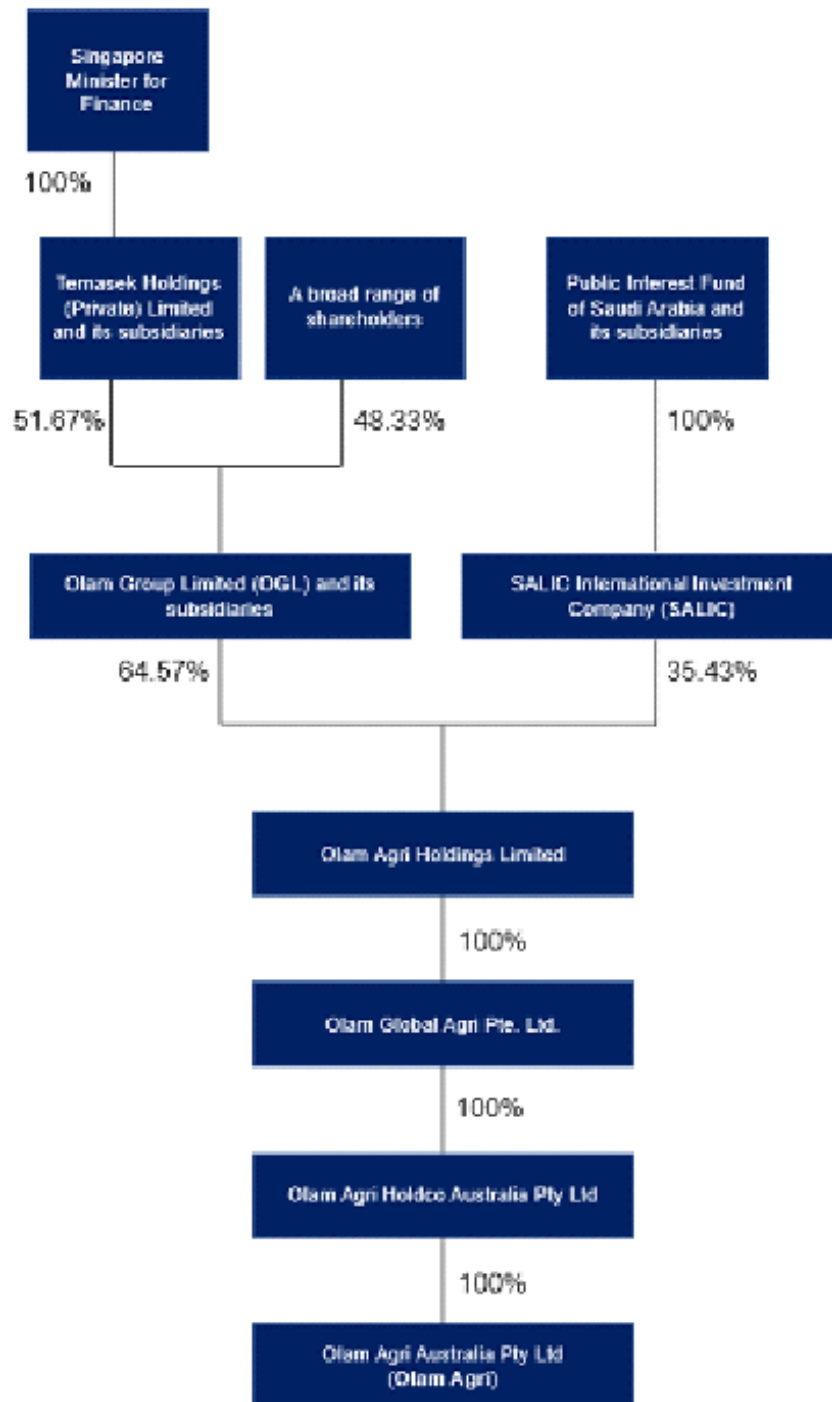 Singapore
Minister for
Finance
100%
Temasek Holdings
(Private) Limited
and its subsidiaries
A broad range of
shareholders
Public Interest Fund
of Saudi Arabia and
its subsidiaries
51.67%
48.33%
100%
Olam Group Limited (OGL) and its
subsidiaries
SALIC International Investment
Company (SALIC)
64.57%
35.43%
Olam Agri Holdings Limited
100%
Olam Global Agri Pte. Ltd.
100%
Olam Agri Holdco Australia Pty Ltd
100%
Olam Agri Australia Pty Ltd
(Olam Agri)